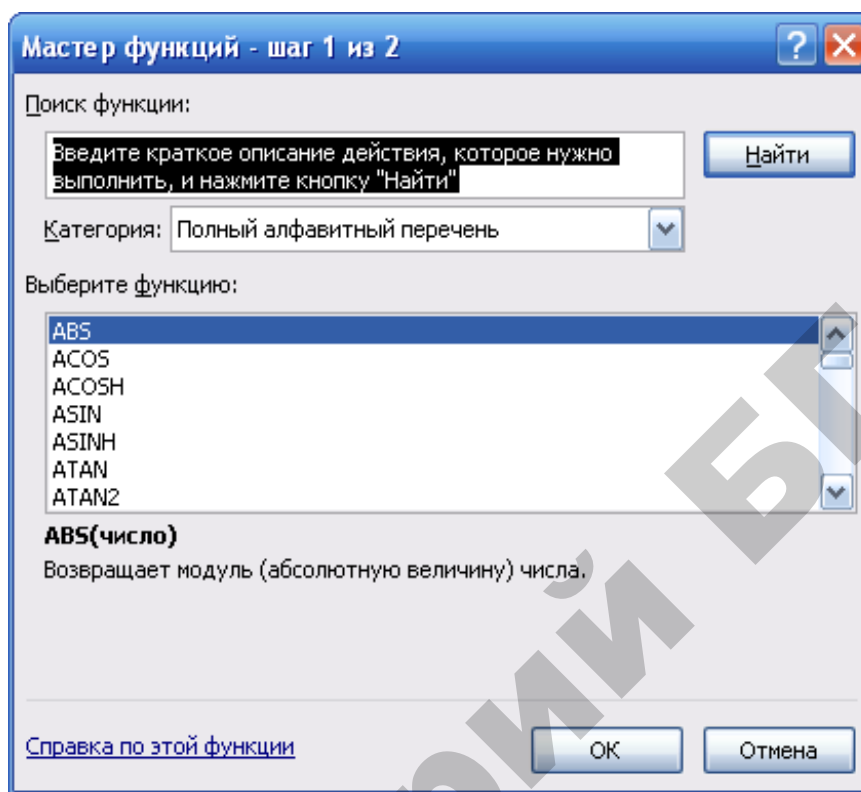 Мастер функций - шаг 1 из 2
Поиск функции:
Введите краткое описание действия, которое нужно
выполнить, и нажмите кнопку "Найти"
Найти
Категория: Полный алфавитный перечень
Выберите функцию:
ABS
ACOS
ACOSH
ASIN
ASINH
ATAN
ATAN2
ABS(число)
Возвращает модуль (абсолютную величину) числа.
Справка по этой функции
ОК
Отмена